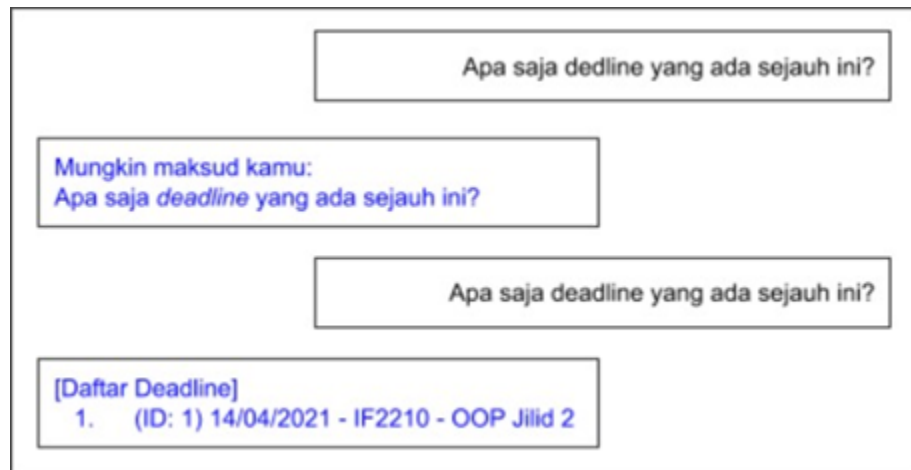 Apa saja dedline yang ada sejauh ini?
Mungkin maksud kamu:
Apa saja deadline yang ada sejauh ini?
Apa saja deadline yang ada sejauh ini?
[Daftar Deadline]
1. (ID: 1) 14/04/2021 - IF2210 - OOP Jilid 2